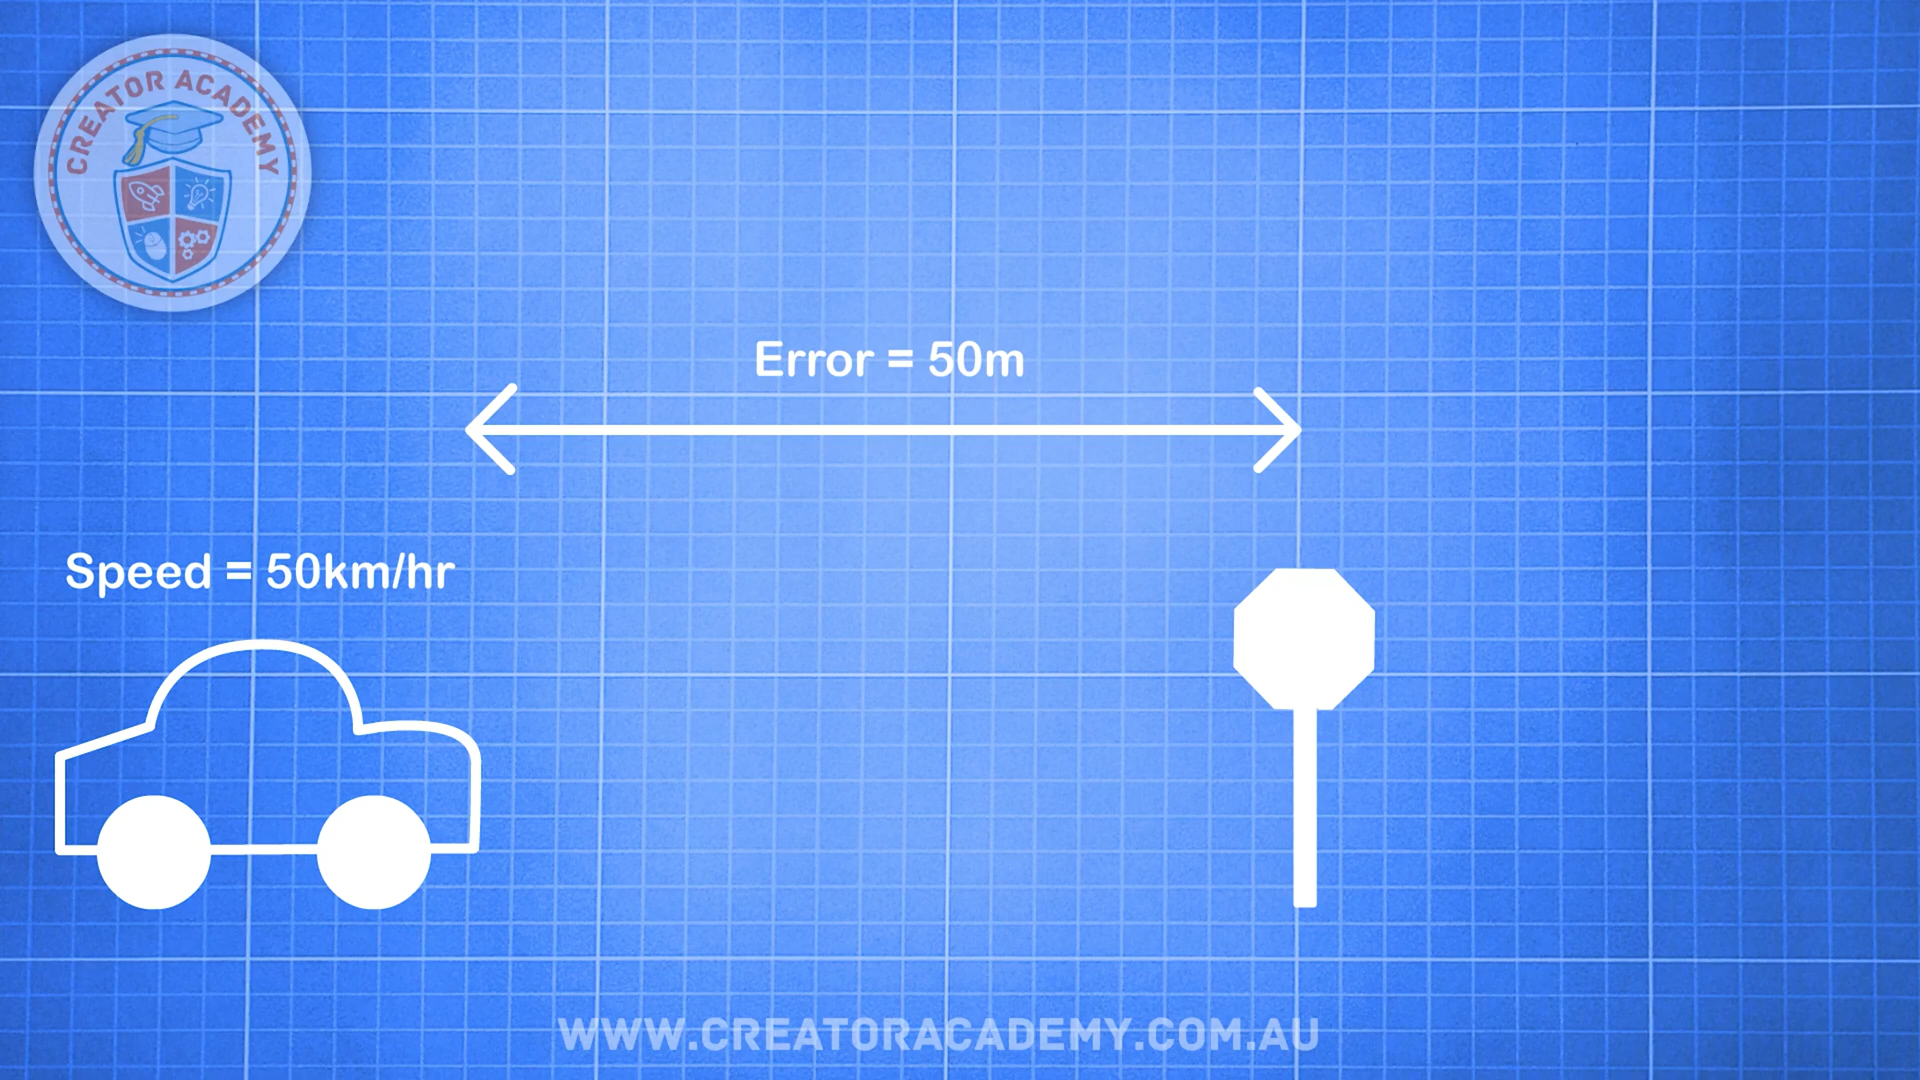 CREATOR ACADEMY
Error = 50m
Speed = 50km/hr
WWW.CREATORACADEMY.COM.AU